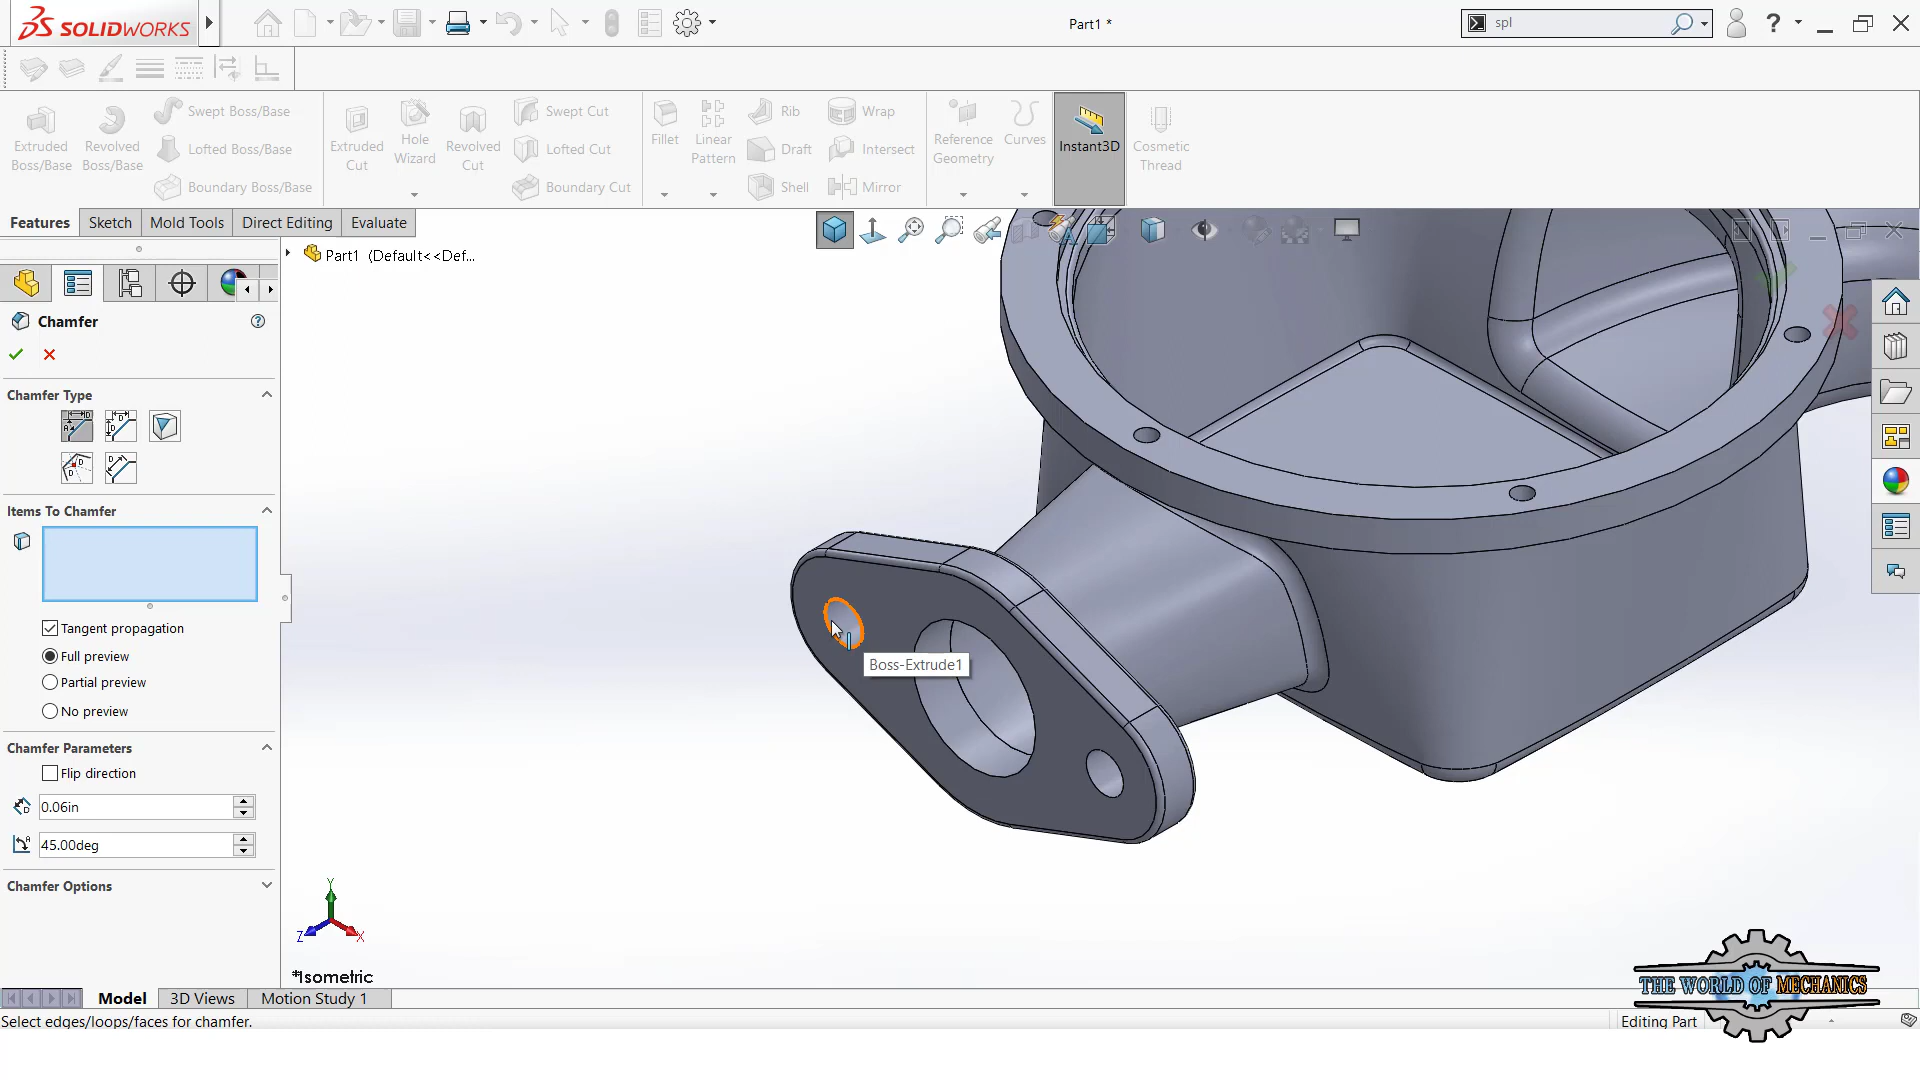 SOLIDWORKS
Part1 *
spl
Extruded Boss/Base
Revolved Boss/Base
Swept Boss/Base
Lofted Boss/Base
Boundary Boss/Base
Extruded Cut
Hole Wizard
Revolved Cut
Swept Cut
Lofted Cut
Boundary Cut
Fillet
Linear Pattern
Rib
Draft
Shell
Wrap
Intersect
Mirror
Reference Geometry
Curves
Instant3D
Cosmetic Thread
Features
Sketch
Mold Tools
Direct Editing
Evaluate
Part1 (Default<<Def...
Chamfer
Chamfer Type
Items To Chamfer
Tangent propagation
Full preview
Partial preview
No preview
Chamfer Parameters
Flip direction
0.06in
45.00deg
Chamfer Options
Boss-Extrude1
Y
Z
X
*Isometric
Model
3D Views
Motion Study 1
Select edges/loops/faces for chamfer.
Editing Part
THE WORLD OF MECHANICS